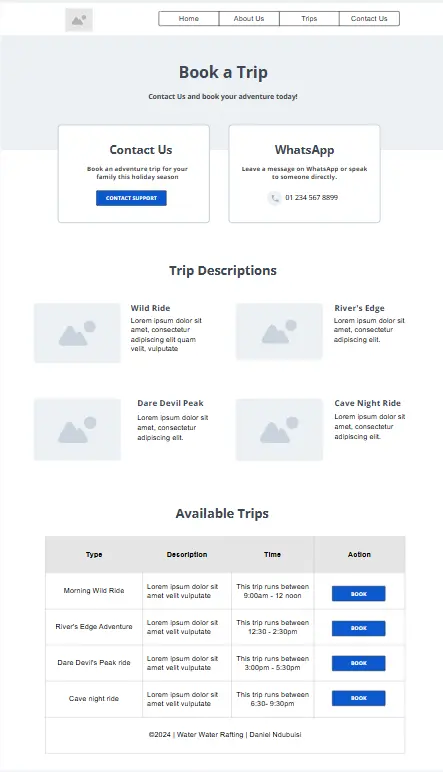 Home About Us Trips Contact Us
Book a Trip
Contact Us and book your adventure today!
Contact Us
Book an adventure trip for your
family this holiday season
CONTACT SUPPORT
WhatsApp
Leave a message on WhatsApp or speak
to someone directly.
01 234 567 8899
Trip Descriptions
Wild Ride
Lorem ipsum dolor sit
amet, consectetur
adipiscing elit quam
velit, vulputate
River's Edge
Lorem ipsum dolor sit
amet, consectetur
adipiscing elit.
Dare Devil Peak
Lorem ipsum dolor sit
amet, consectetur
adipiscing elit.
Cave Night Ride
Lorem ipsum dolor sit
amet, consectetur
adipiscing elit.
Available Trips
Type Description Time Action
Morning Wild Ride
Lorem ipsum dolor sit
amet velit vulputate
This trip runs between
9:00am - 12 noon
BOOK
River's Edge Adventure
Lorem ipsum dolor sit
amet velit vulputate
This trip runs between
12:30 - 2:30pm
BOOK
Dare Devil's Peak ride
Lorem ipsum dolor sit
amet velit vulputate
This trip runs between
3:00pm - 5:30pm
BOOK
Cave night ride
Lorem ipsum dolor sit
amet velit vulputate
This trip runs between
6:30- 9:30pm
BOOK
©2024 | Water Water Rafting | Daniel Ndubuisi